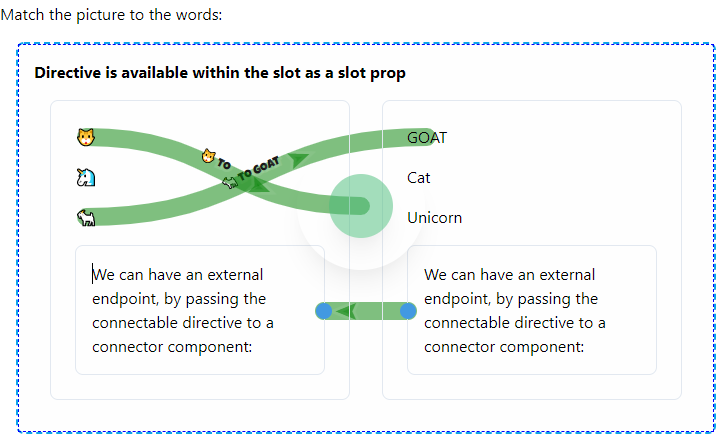 Match the picture to the words:
Directive is available within the slot as a slot prop
TO
TO GOAT
GOAT
Cat
Unicorn
We can have an external
endpoint, by passing the
connectable directive to a
connector component:
We can have an external
endpoint, by passing the
connectable directive to a
connector component: